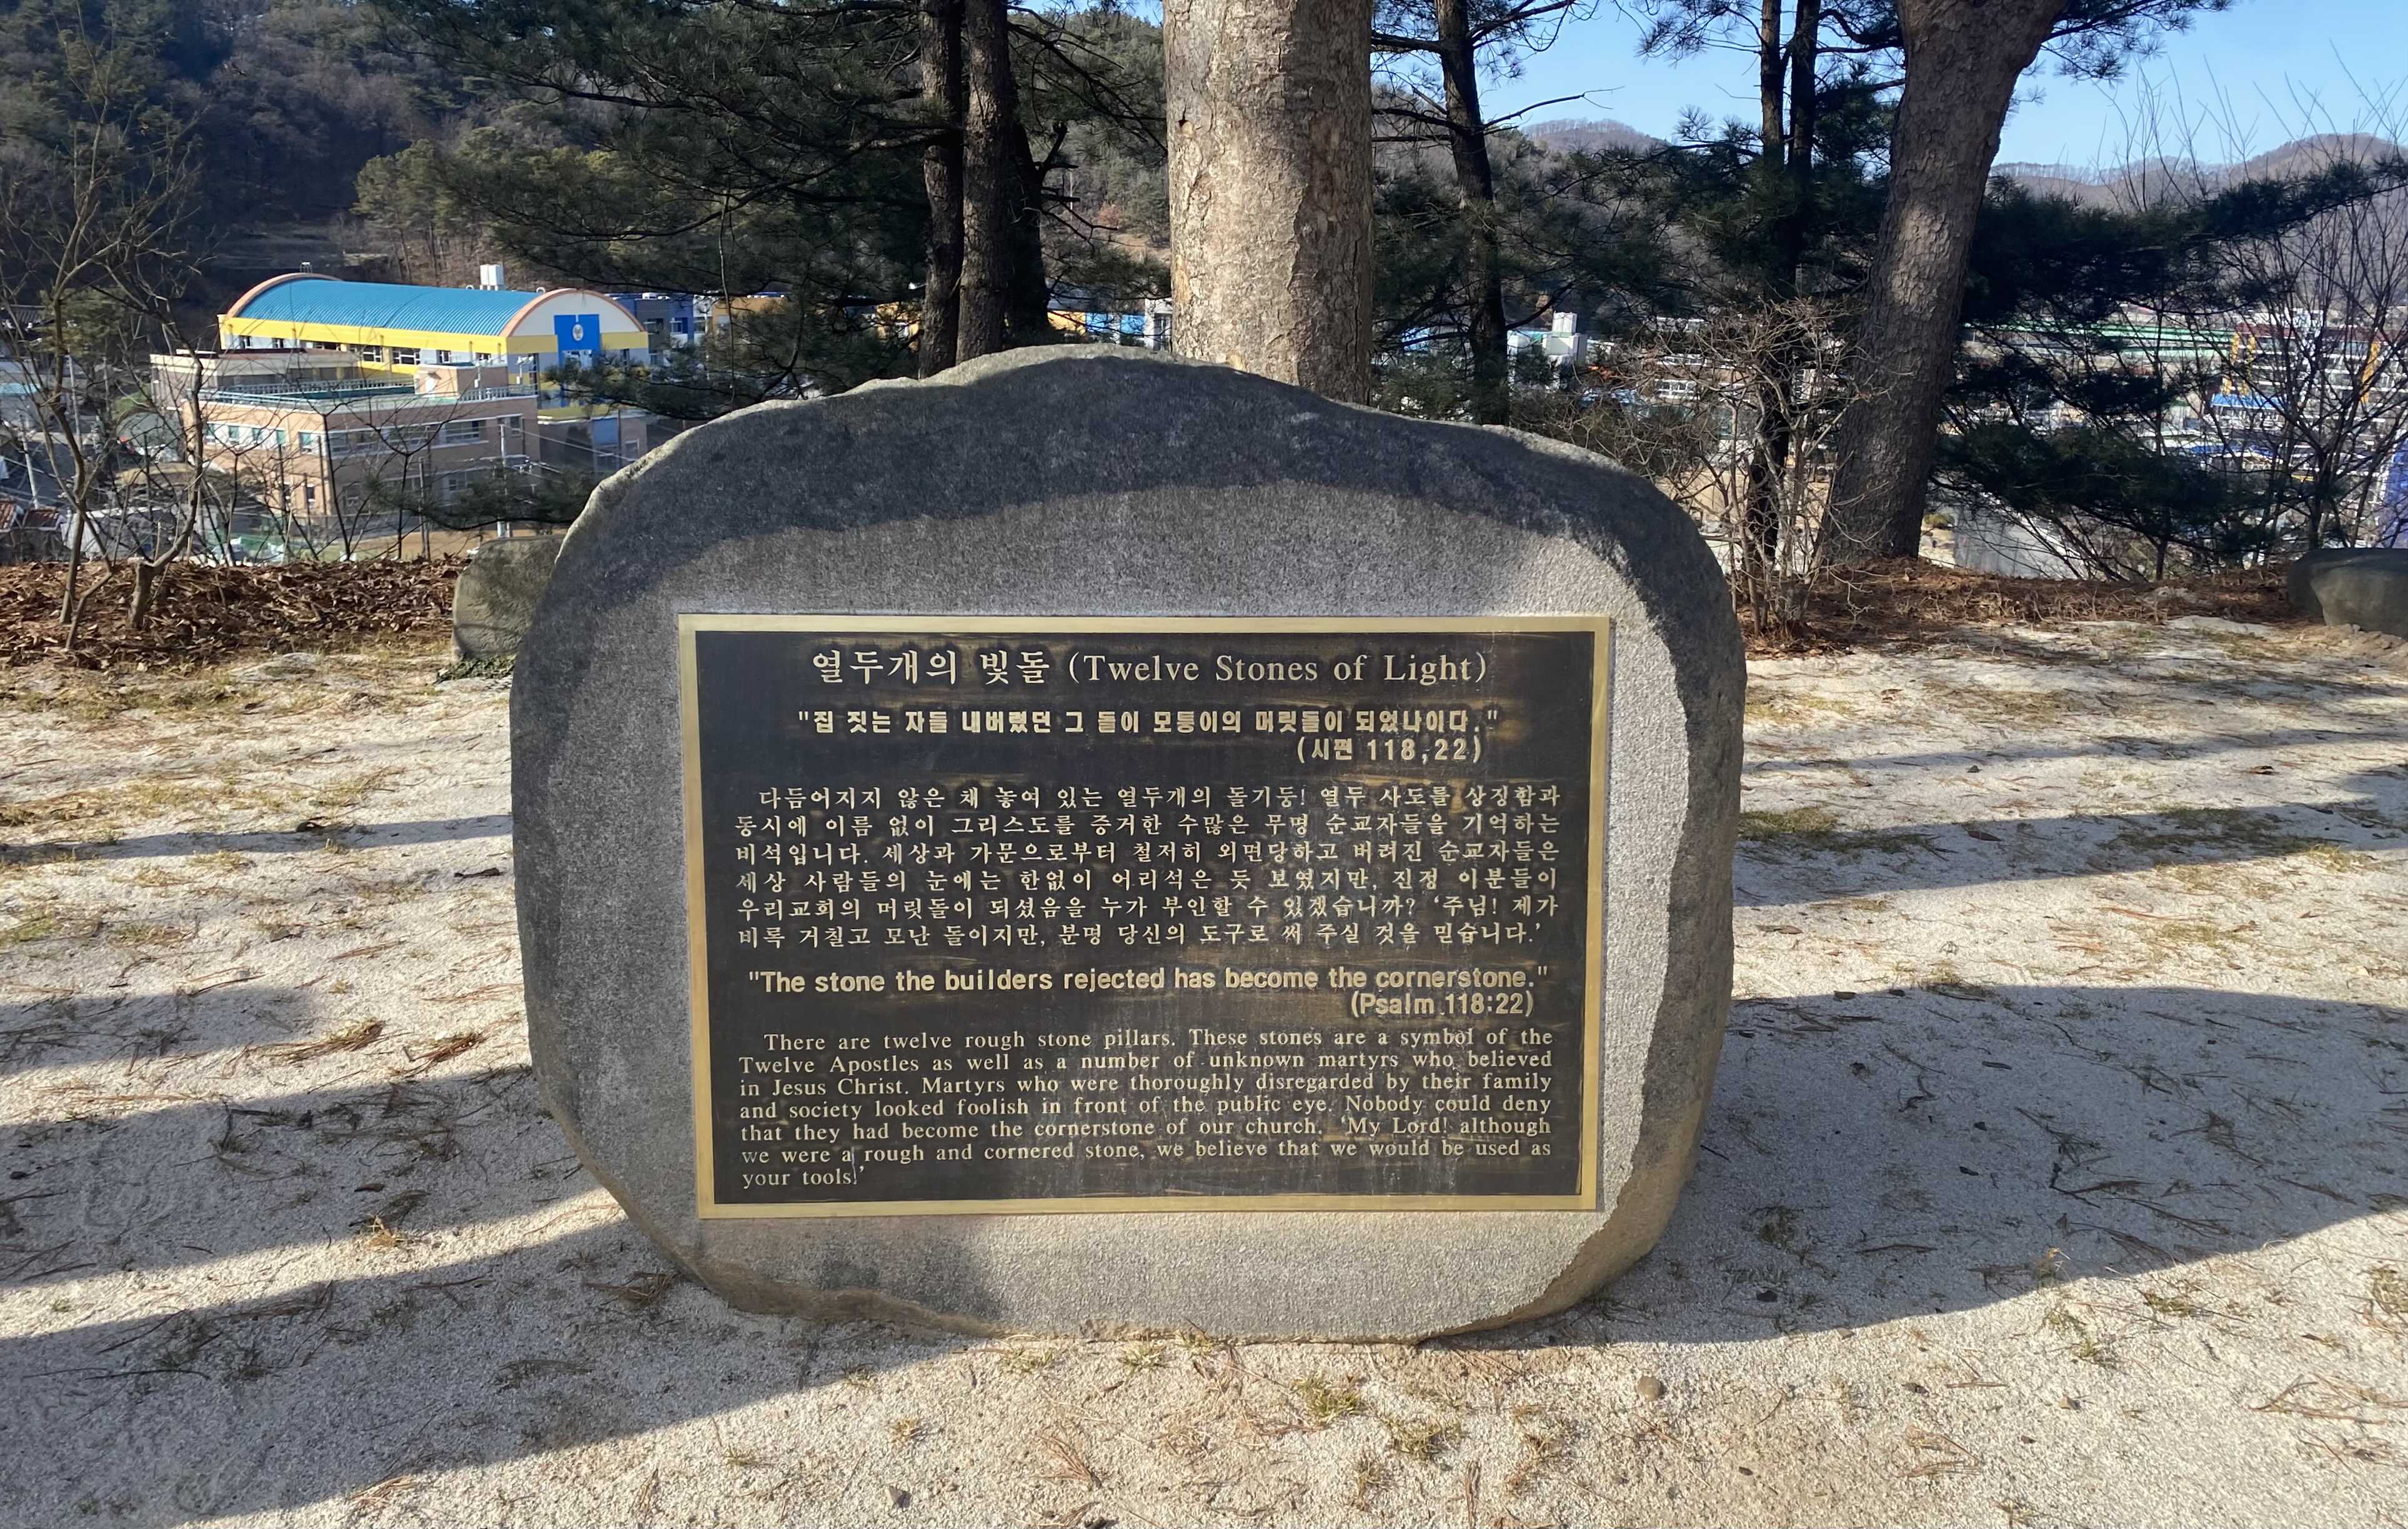 열두개의 빛돌 (Twelve Stones of Light)
"집 짓는 자들 내버렸던 그 돌이 모퉁이의 머릿돌이 되었나이다."
(시편 118,22)
다듬어지지 않은 채 놓여 있는 열두개의 돌기둥! 열두 사도를 상징함과
동시에 이름 없이 그리스도를 증거한 수많은 무명 순교자들을 기억하는
비석입니다. 세상과 가문으로부터 철저히 외면당하고 버려진 순교자들은
세상 사람들의 눈에는 한없이 어리석은 듯 보였지만, 진정 이분들이
우리교회의 머릿돌이 되셨음을 누가 부인할 수 있겠습니까? '주님! 제가
비록 거칠고 모난 돌이지만, 분명 당신의 도구로 써 주실 것을 믿습니다.'
"The stone the builders rejected has become the cornerstone."
(Psalm 118:22)
There are twelve rough stone pillars. These stones are a symbol of the
Twelve Apostles as well as a number of unknown martyrs who believed
in Jesus Christ. Martyrs who were thoroughly disregarded by their family
and society looked foolish in front of the public eye. Nobody could deny
that they had become the cornerstone of our church. 'My Lord! although
we were a rough and cornered stone, we believe that we would be used as
your tools.'